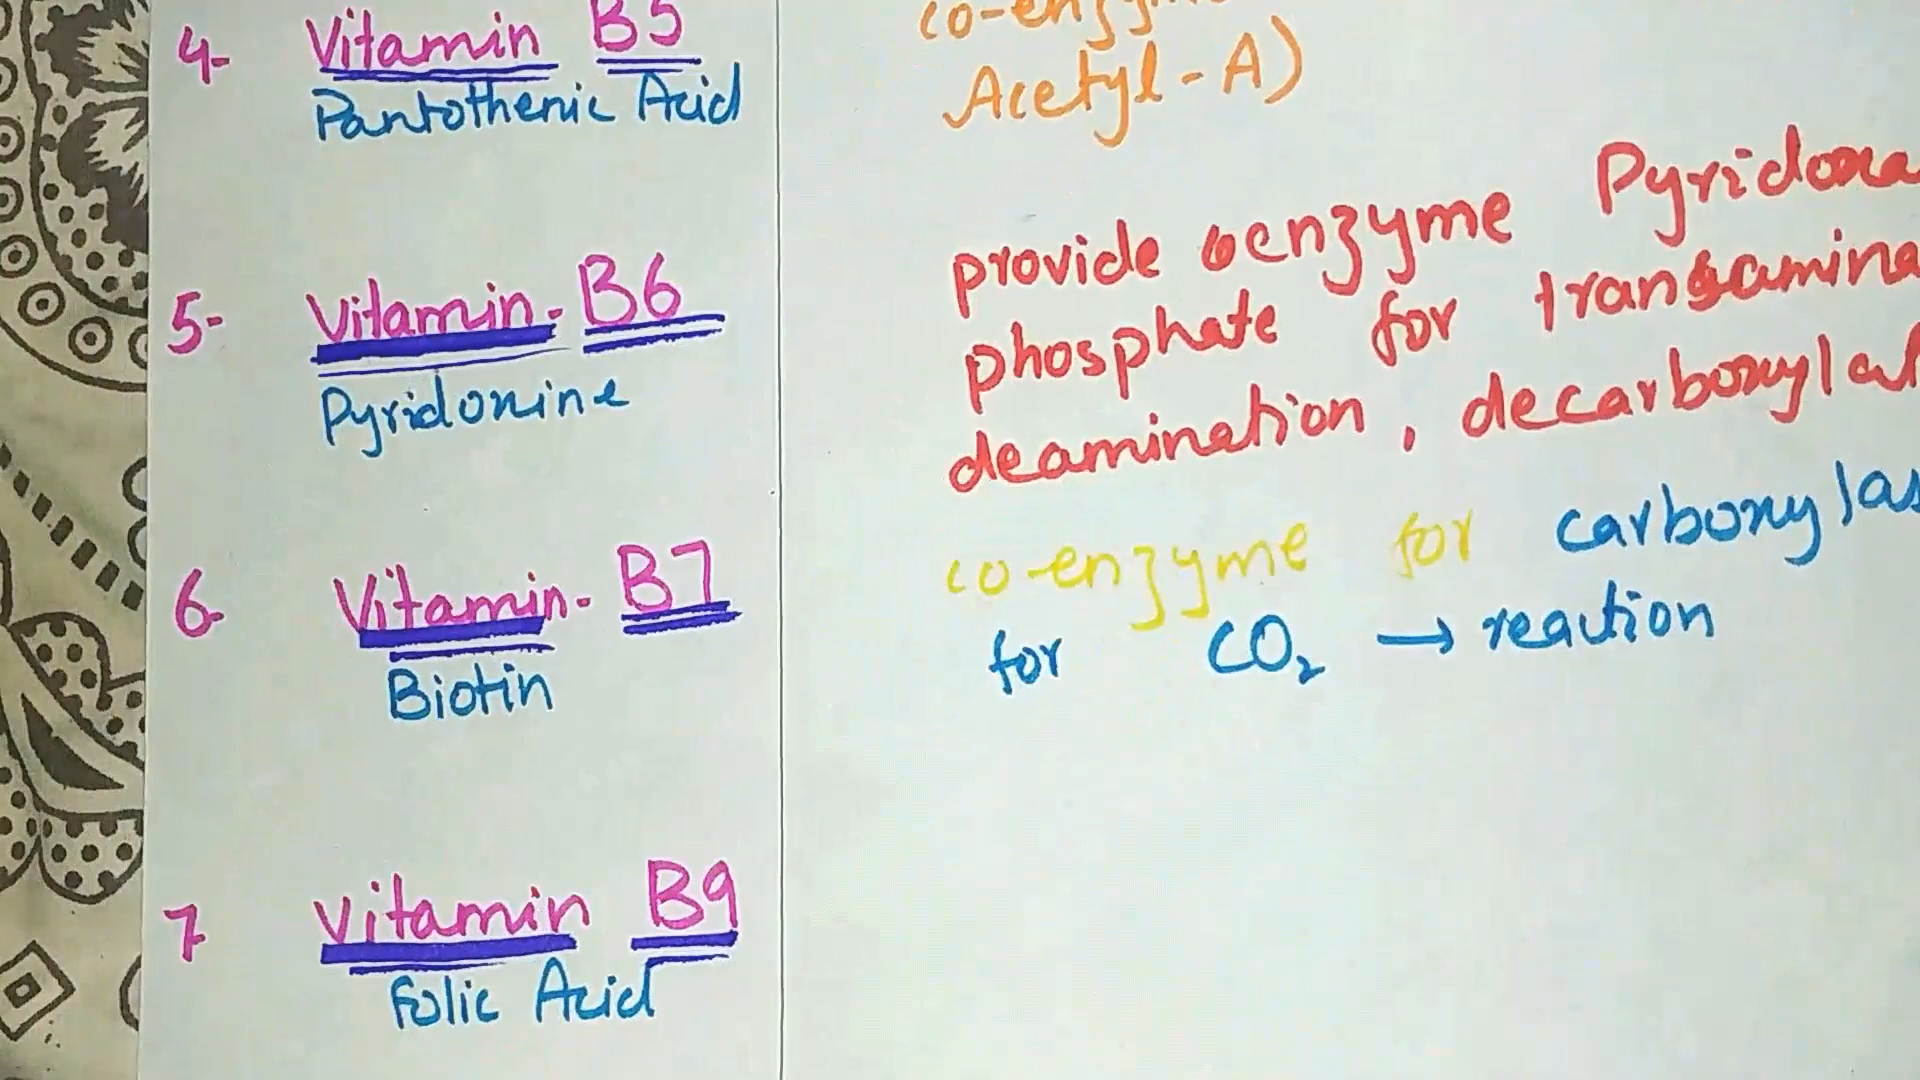 4- Vitamin B5
Pantothenic Acid
co-enzyme
Acetyl-A)
5- Vitamin- B6
Pyridoxine
provide oenzyme Pyridoxa
phosphate for transamina
deamination, decarboxylat
6- Vitamin- B7
Biotin
co-enzyme for carboxylas
for CO₂ → reaction
7- Vitamin B9
Folic Acid